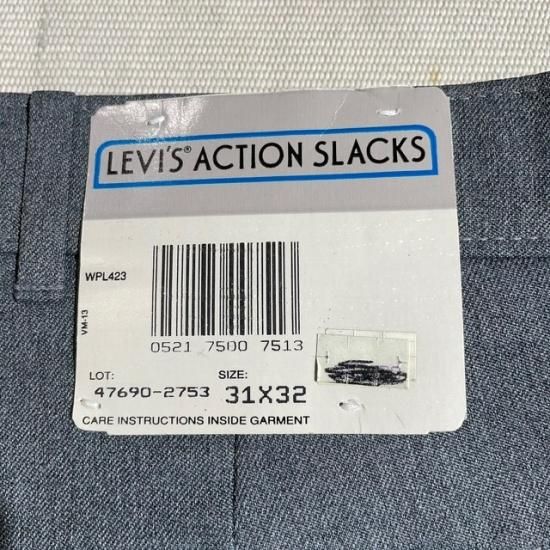 LEVI'S® ACTION SLACKS
WPL423
VM-13
0521 7500 7513
LOT: SIZE:
47690-2753 31X32
CARE INSTRUCTIONS INSIDE GARMENT